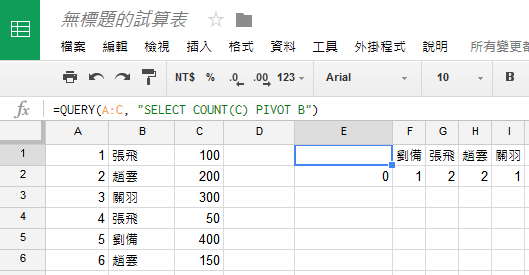 無標題的試算表
檔案 編輯 檢視 插入 格式 資料 工具 外掛程式 說明 所有變更
NT$ % .0 .00 123 Arial 10 B
fx =QUERY(A:C, "SELECT COUNT(C) PIVOT B")
A B C D E F G H I
1 1 張飛 100 劉備 張飛 趙雲 關羽
2 2 趙雲 200 0 1 2 2 1
3 3 關羽 300
4 4 張飛 50
5 5 劉備 400
6 6 趙雲 150